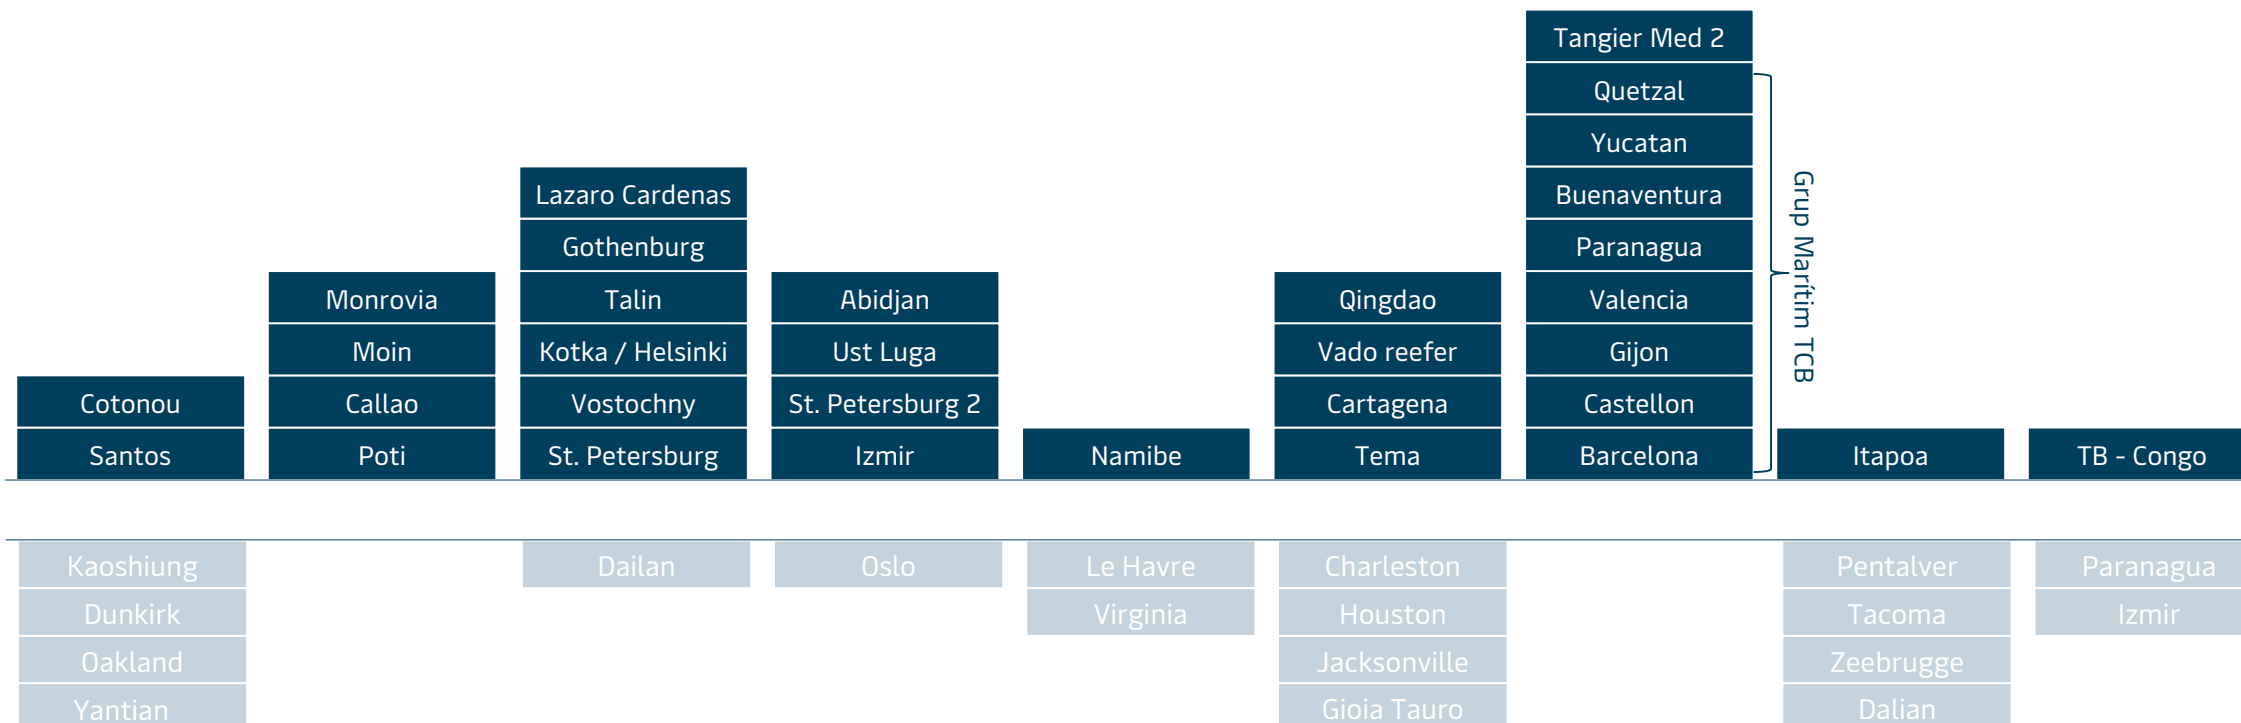 Cotonou
Santos
Monrovia
Moin
Callao
Poti
Lazaro Cardenas
Gothenburg
Talin
Kotka / Helsinki
Vostochny
St. Petersburg
Abidjan
Ust Luga
St. Petersburg 2
Izmir
Namibe
Qingdao
Vado reefer
Cartagena
Tema
Tangier Med 2
Quetzal
Yucatan
Buenaventura
Paranagua
Valencia
Gijon
Castellon
Barcelona
Grup Marítim TCB
Itapoa
TB - Congo
Kaoshiung
Dunkirk
Oakland
Yantian
Dailan
Oslo
Le Havre
Virginia
Charleston
Houston
Jacksonville
Gioia Tauro
Pentalver
Tacoma
Zeebrugge
Dalian
Paranagua
Izmir